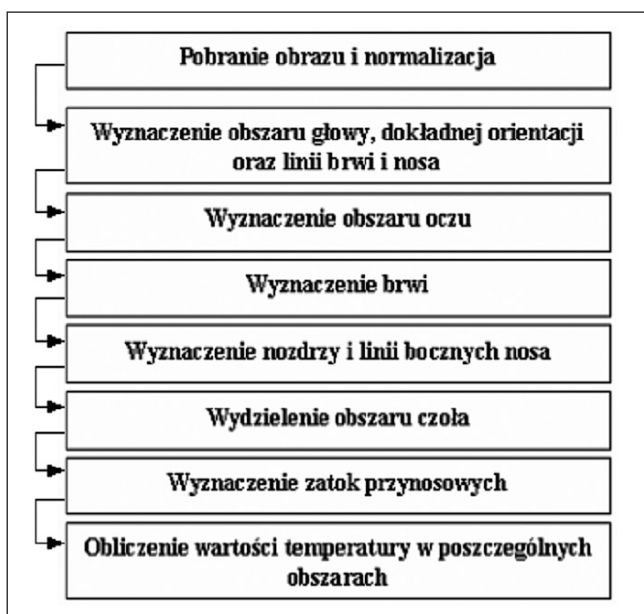 Pobranie obrazu i normalizacja
Wyznaczenie obszaru głowy, dokładnej orientacji
oraz linii brwi i nosa
Wyznaczenie obszaru oczu
Wyznaczenie brwi
Wyznaczenie nozdrzy i linii bocznych nosa
Wydzielenie obszaru czoła
Wyznaczenie zatok przynosowych
Obliczenie wartości temperatury w poszczególnych
obszarach